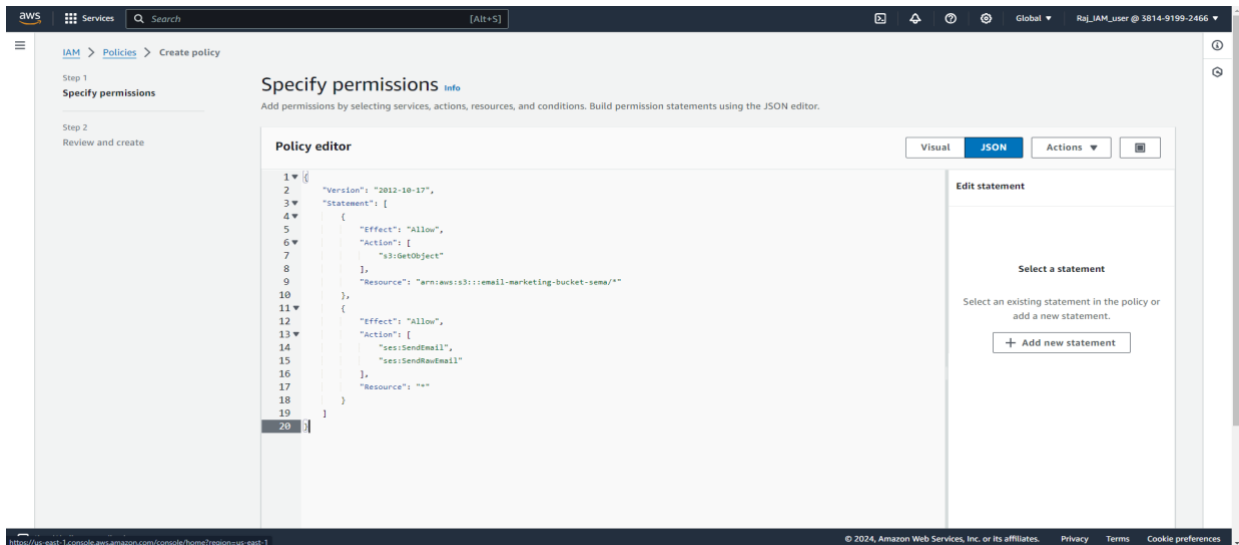 aws
Services
Search
[Alt+S]
Global ▼
Raj_IAM_user @ 3814-9199-2466 ▼
IAM > Policies > Create policy
Step 1
Specify permissions
Step 2
Review and create
Specify permissions Info
Add permissions by selecting services, actions, resources, and conditions. Build permission statements using the JSON editor.
Policy editor
Visual
JSON
Actions ▼
1 {
2 "Version": "2012-10-17",
3 "Statement": [
4 {
5 "Effect": "Allow",
6 "Action": [
7 "s3:GetObject"
8 ],
9 "Resource": "arn:aws:s3:::email-marketing-bucket-sema/*"
10 },
11 {
12 "Effect": "Allow",
13 "Action": [
14 "ses:SendEmail",
15 "ses:SendRawEmail"
16 ],
17 "Resource": "*"
18 }
19 ]
20 }
Edit statement
Select a statement
Select an existing statement in the policy or
add a new statement.
+ Add new statement
https://us-east-1.console.aws.amazon.com/console/home?region=us-east-1
© 2024, Amazon Web Services, Inc. or its affiliates.
Privacy
Terms
Cookie preferences